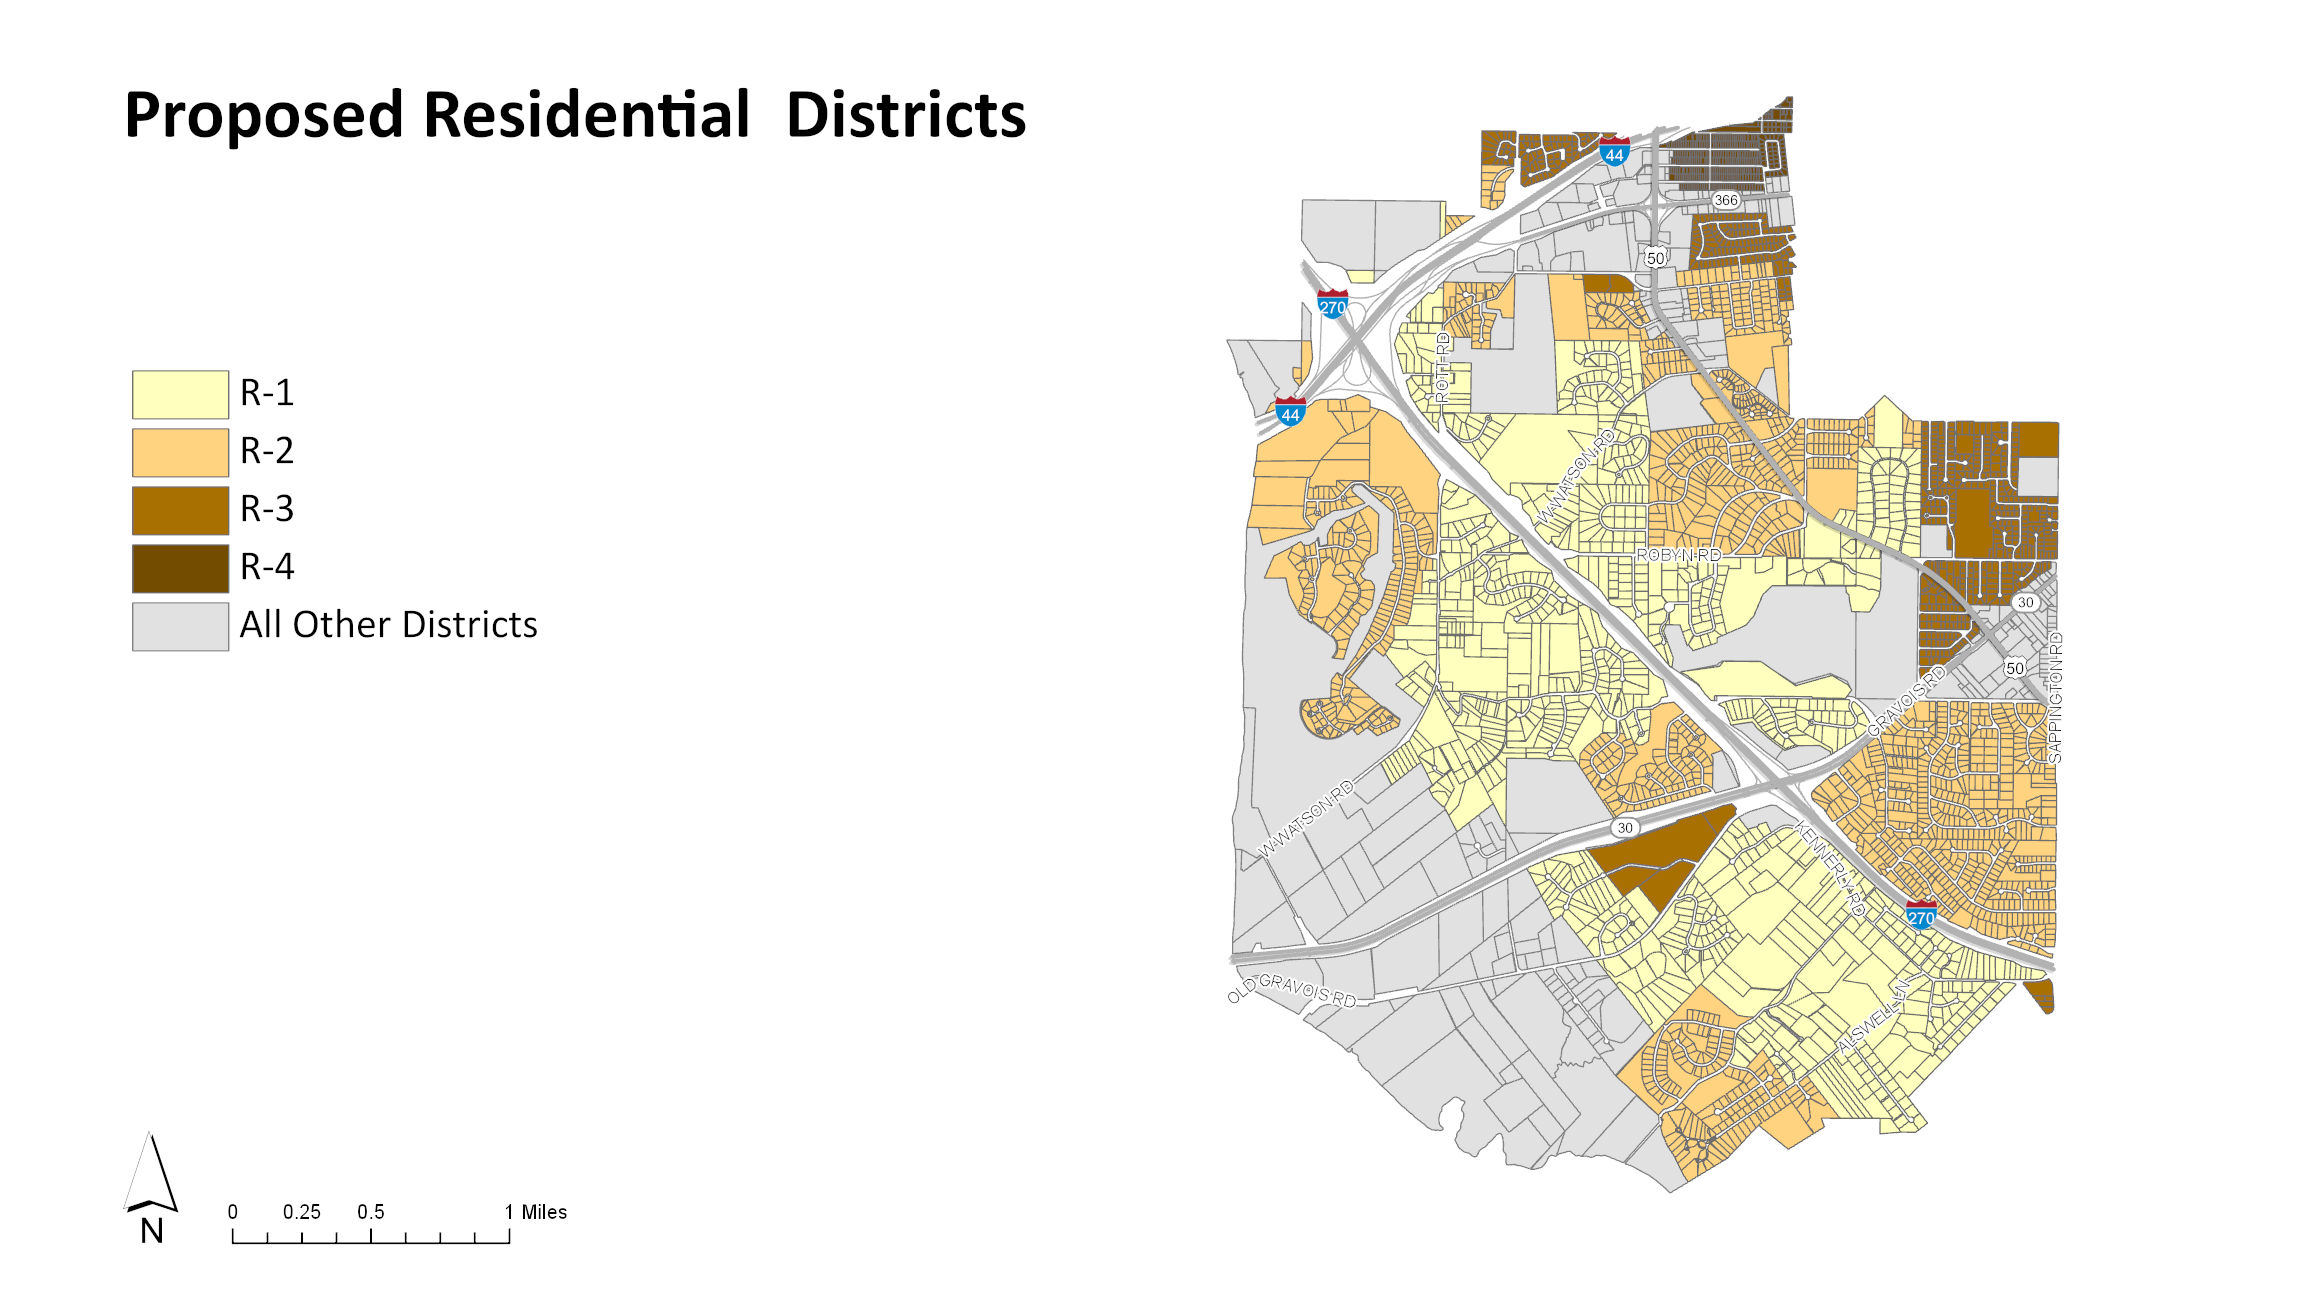 Proposed Residential  Districts
R-1
R-2
R-3
R-4
All Other Districts
N
0 0.25 0.5 1 Miles
44
366
50
270
ROTT RD
44
W WATSON RD
ROBYN RD
30
50
SAPPINGTON RD
GRAVOIS RD
W WATSON RD
30
KENNERLY RD
270
OLD GRAVOIS RD
ALSWELL LN